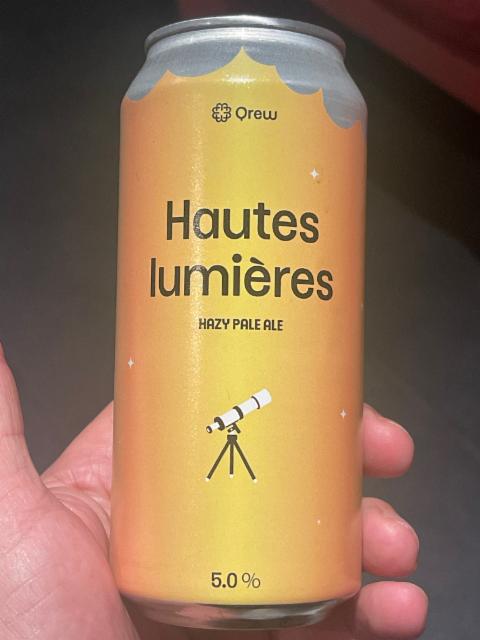 Qrew
Hautes
lumières
HAZY PALE ALE
5.0 %